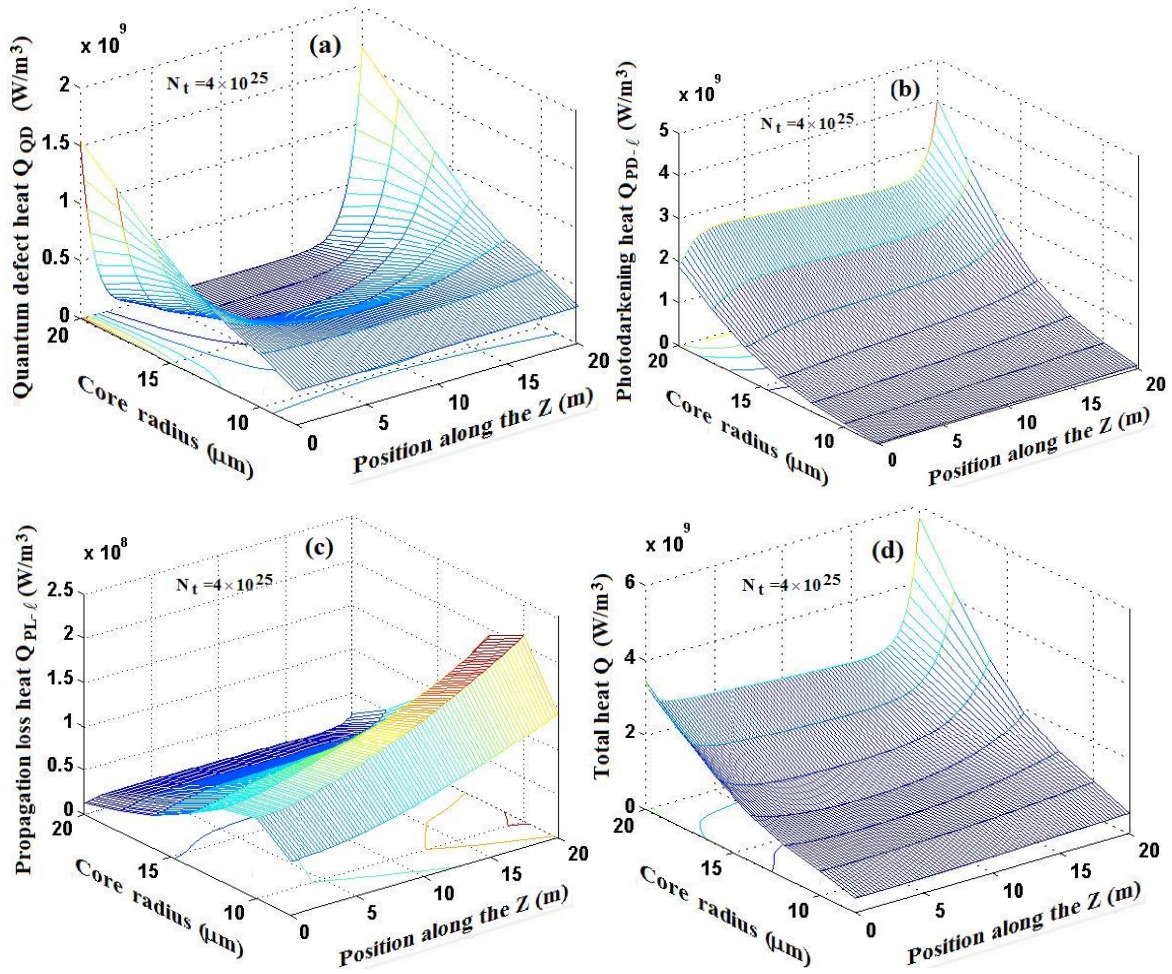 (a)
x 10^9
N_t =4×10^25
Quantum defect heat Q_QD (W/m^3)
2
1.5
1
0.5
0
20
15
10
0
5
10
15
20
Core radius (μm)
Position along the Z (m)
(b)
x 10^9
N_t =4×10^25
Photodarkening heat Q_PD-ℓ (W/m^3)
5
4
3
2
1
0
20
15
10
0
5
10
15
20
Core radius (μm)
Position along the Z (m)
(c)
x 10^8
N_t =4×10^25
Propagation loss heat Q_PL-ℓ (W/m^3)
2.5
2
1.5
1
0.5
0
20
15
10
0
5
10
15
20
Core radius (μm)
Position along the Z (m)
(d)
x 10^9
N_t =4×10^25
Total heat Q (W/m^3)
6
4
2
0
20
15
10
0
5
10
15
20
Core radius (μm)
Position along the Z (m)